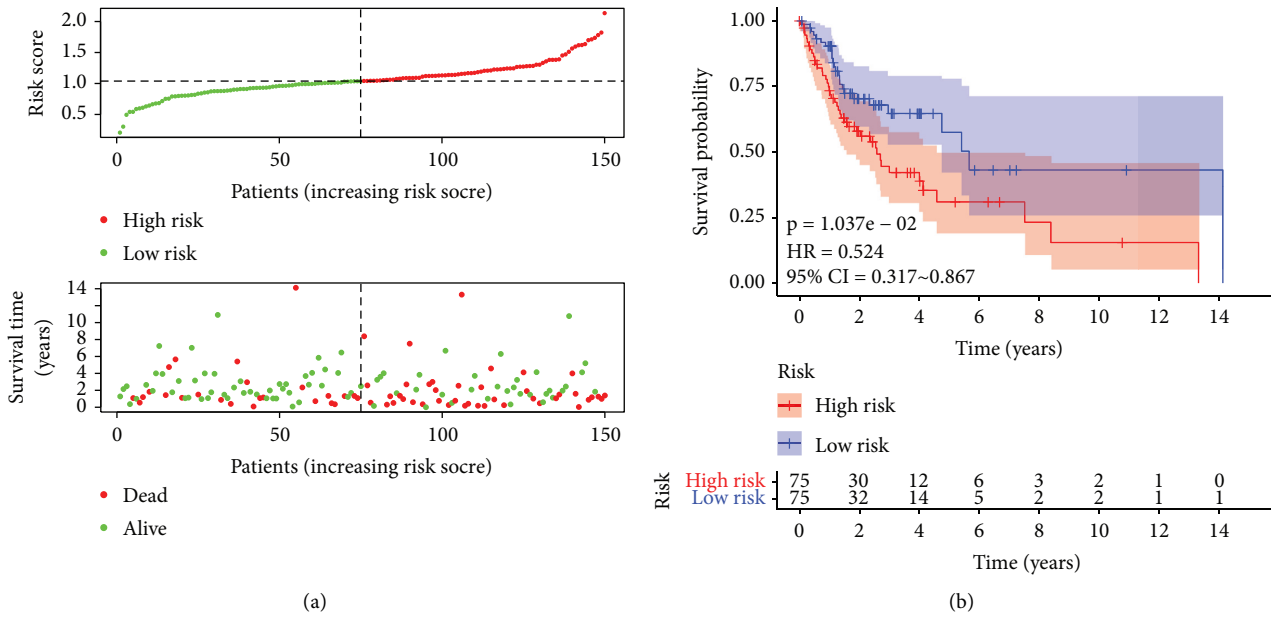 2.0
1.5
1.0
0.5
Risk score
0 50 100 150
Patients (increasing risk socre)
High risk
Low risk
14
10
8
6
4
2
0
Survival time
(years)
0 50 100 150
Patients (increasing risk socre)
Dead
Alive
(a)
1.00
0.75
0.50
0.25
0.00
Survival probability
p = 1.037e − 02
HR = 0.524
95% CI = 0.317~0.867
0 2 4 6 8 10 12 14
Time (years)
Risk
High risk
Low risk
Risk
High risk 75 30 12 6 3 2 1 0
Low risk 75 32 14 5 2 2 1 1
0 2 4 6 8 10 12 14
Time (years)
(b)